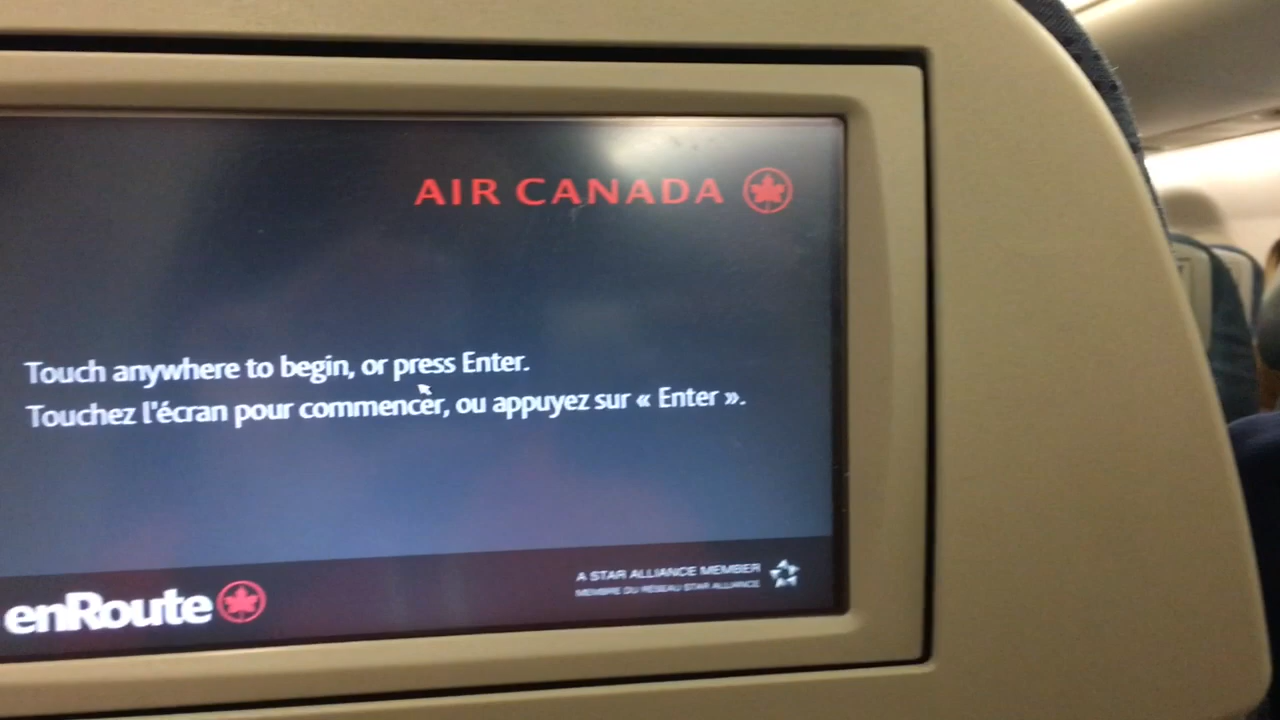 AIR CANADA
Touch anywhere to begin, or press Enter.
Touchez l'écran pour commencer, ou appuyez sur « Enter ».
A STAR ALLIANCE MEMBER
MEMBRE DU RÉSEAU STAR ALLIANCE
enRoute